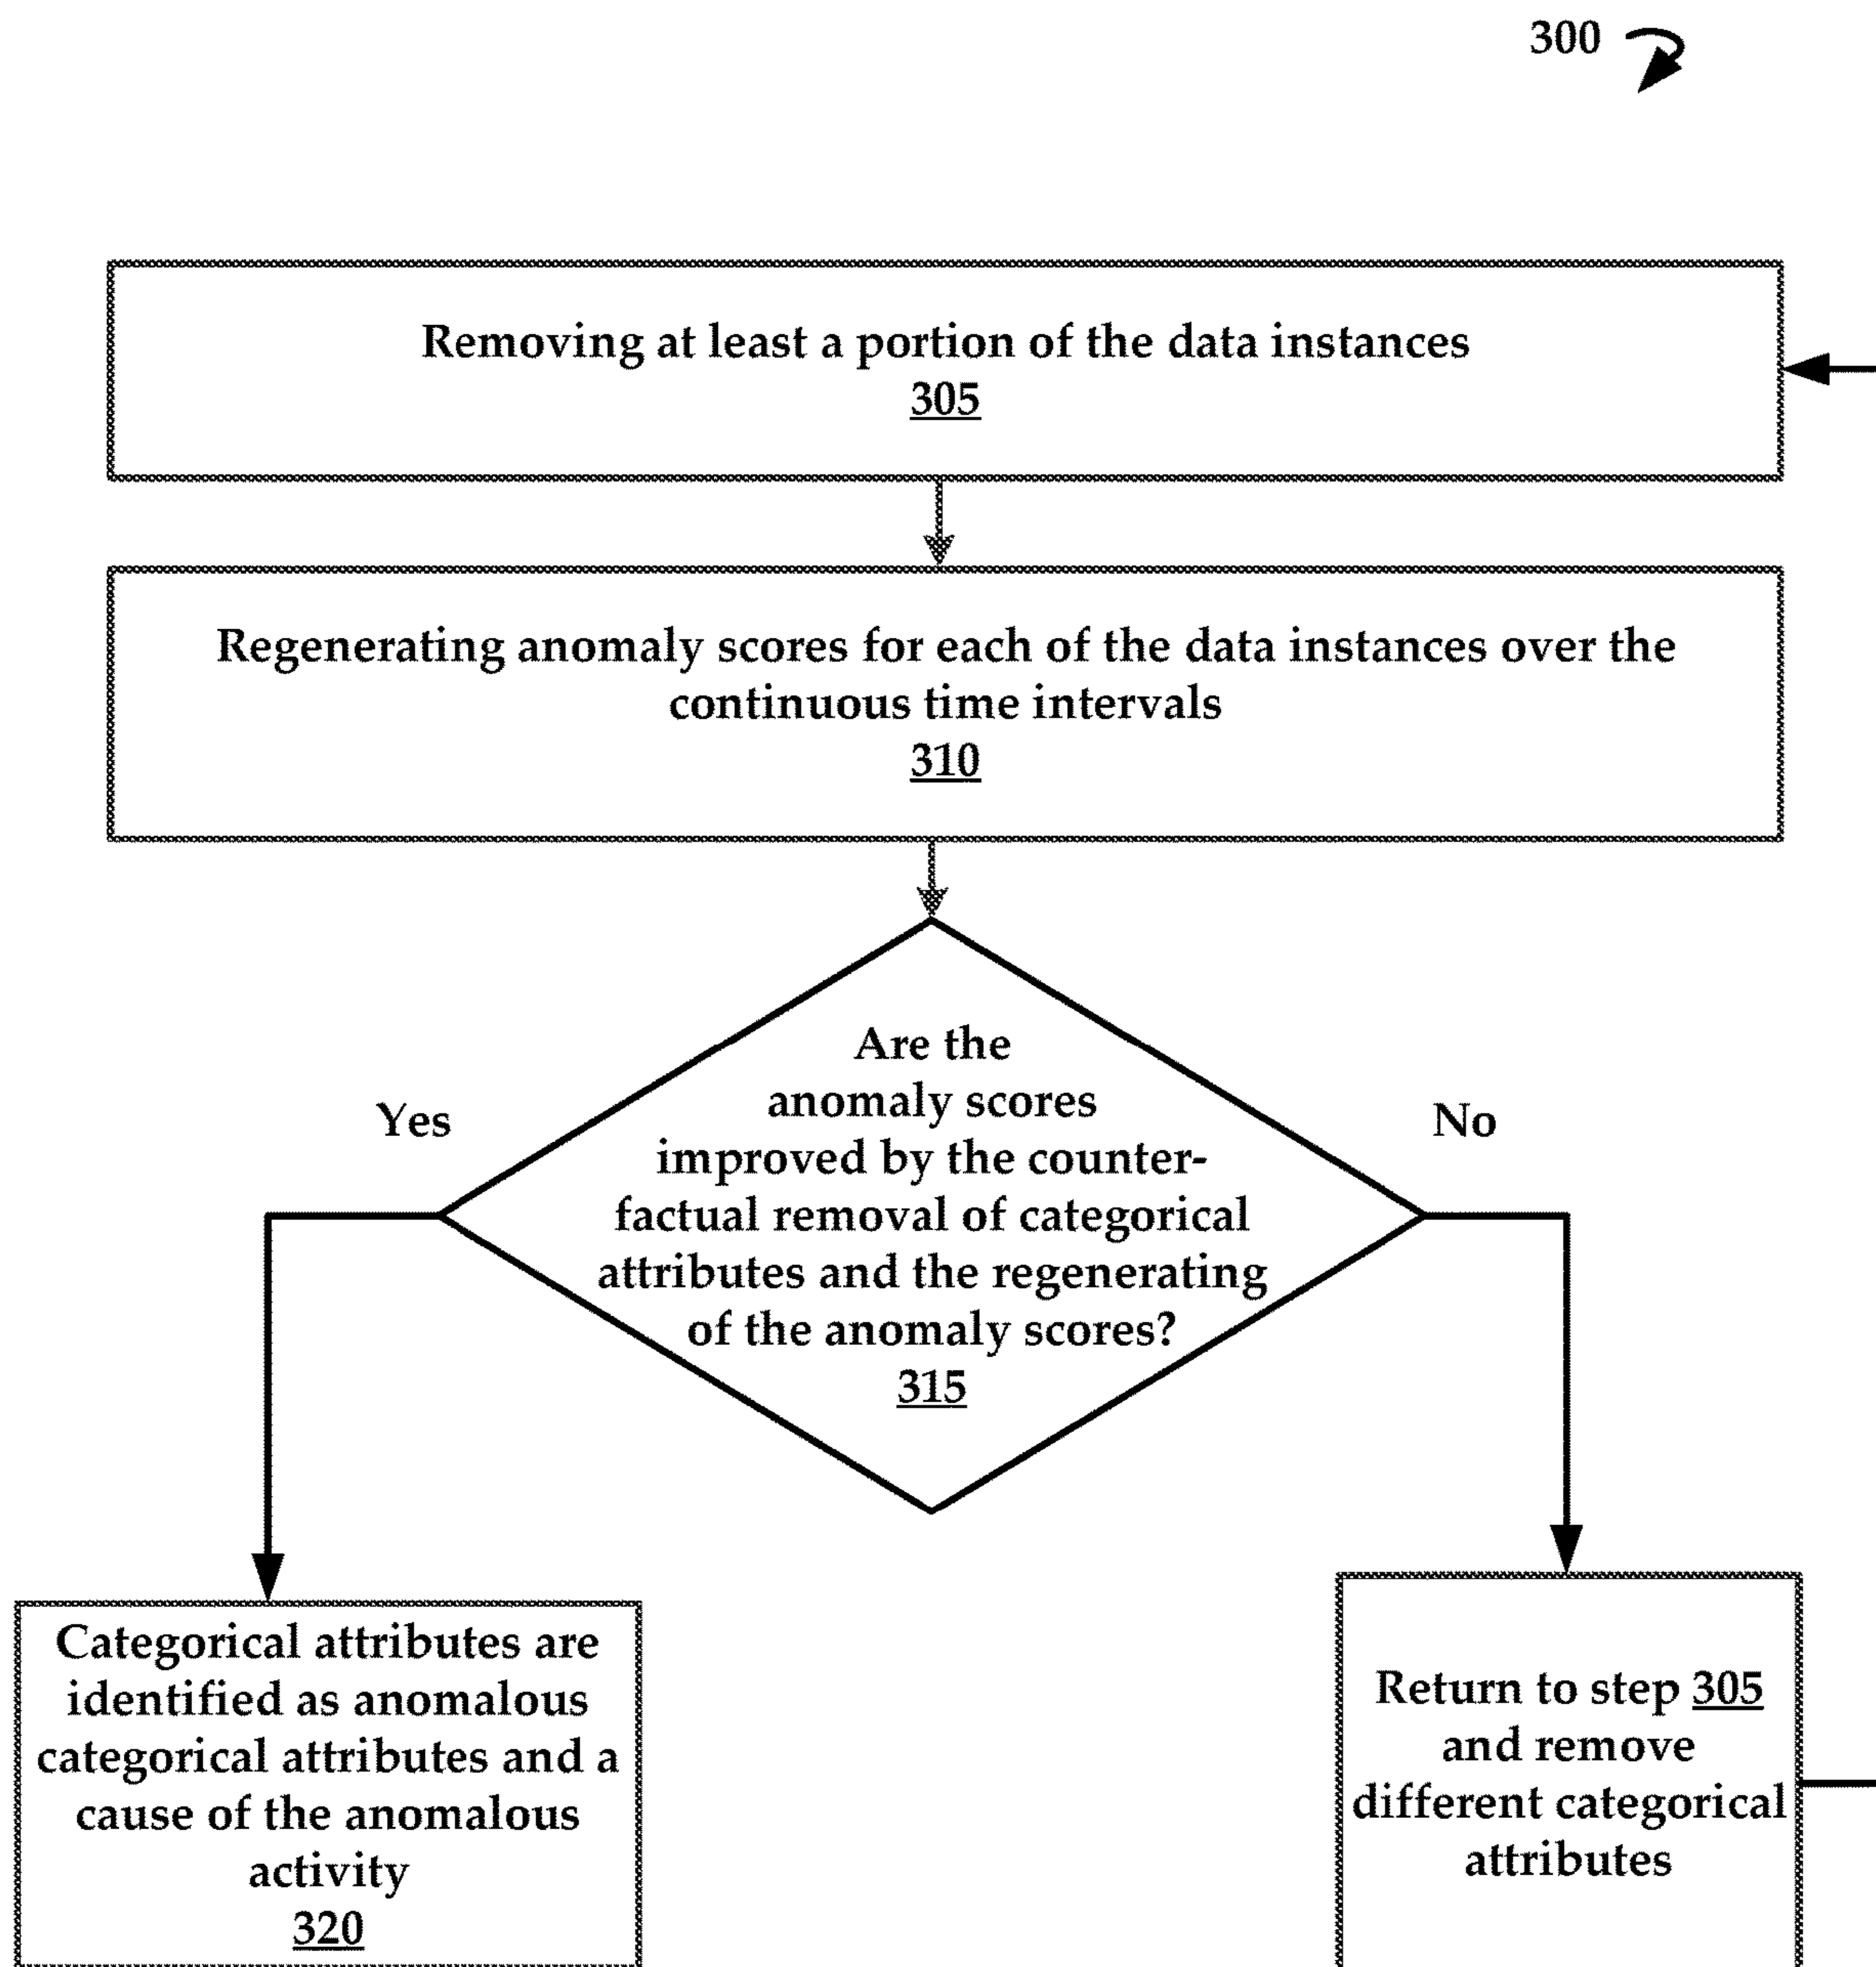 300
Removing at least a portion of the data instances
305
Regenerating anomaly scores for each of the data instances over the
continuous time intervals
310
Are the
anomaly scores
improved by the counter-
factual removal of categorical
attributes and the regenerating
of the anomaly scores?
315
Yes
No
Categorical attributes are
identified as anomalous
categorical attributes and a
cause of the anomalous
activity
320
Return to step 305
and remove
different categorical
attributes